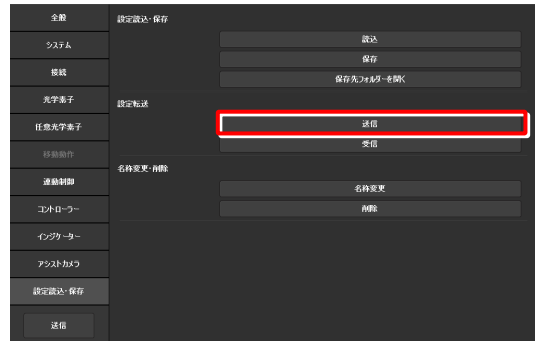 全般
システム
接続
光学素子
任意光学素子
移動動作
連動制御
コントローラー
インジケーター
アシストカメラ
設定読込・保存
送信
設定読込・保存
読込
保存
保存先フォルダーを開く
設定転送
送信
受信
名称変更・削除
名称変更
削除